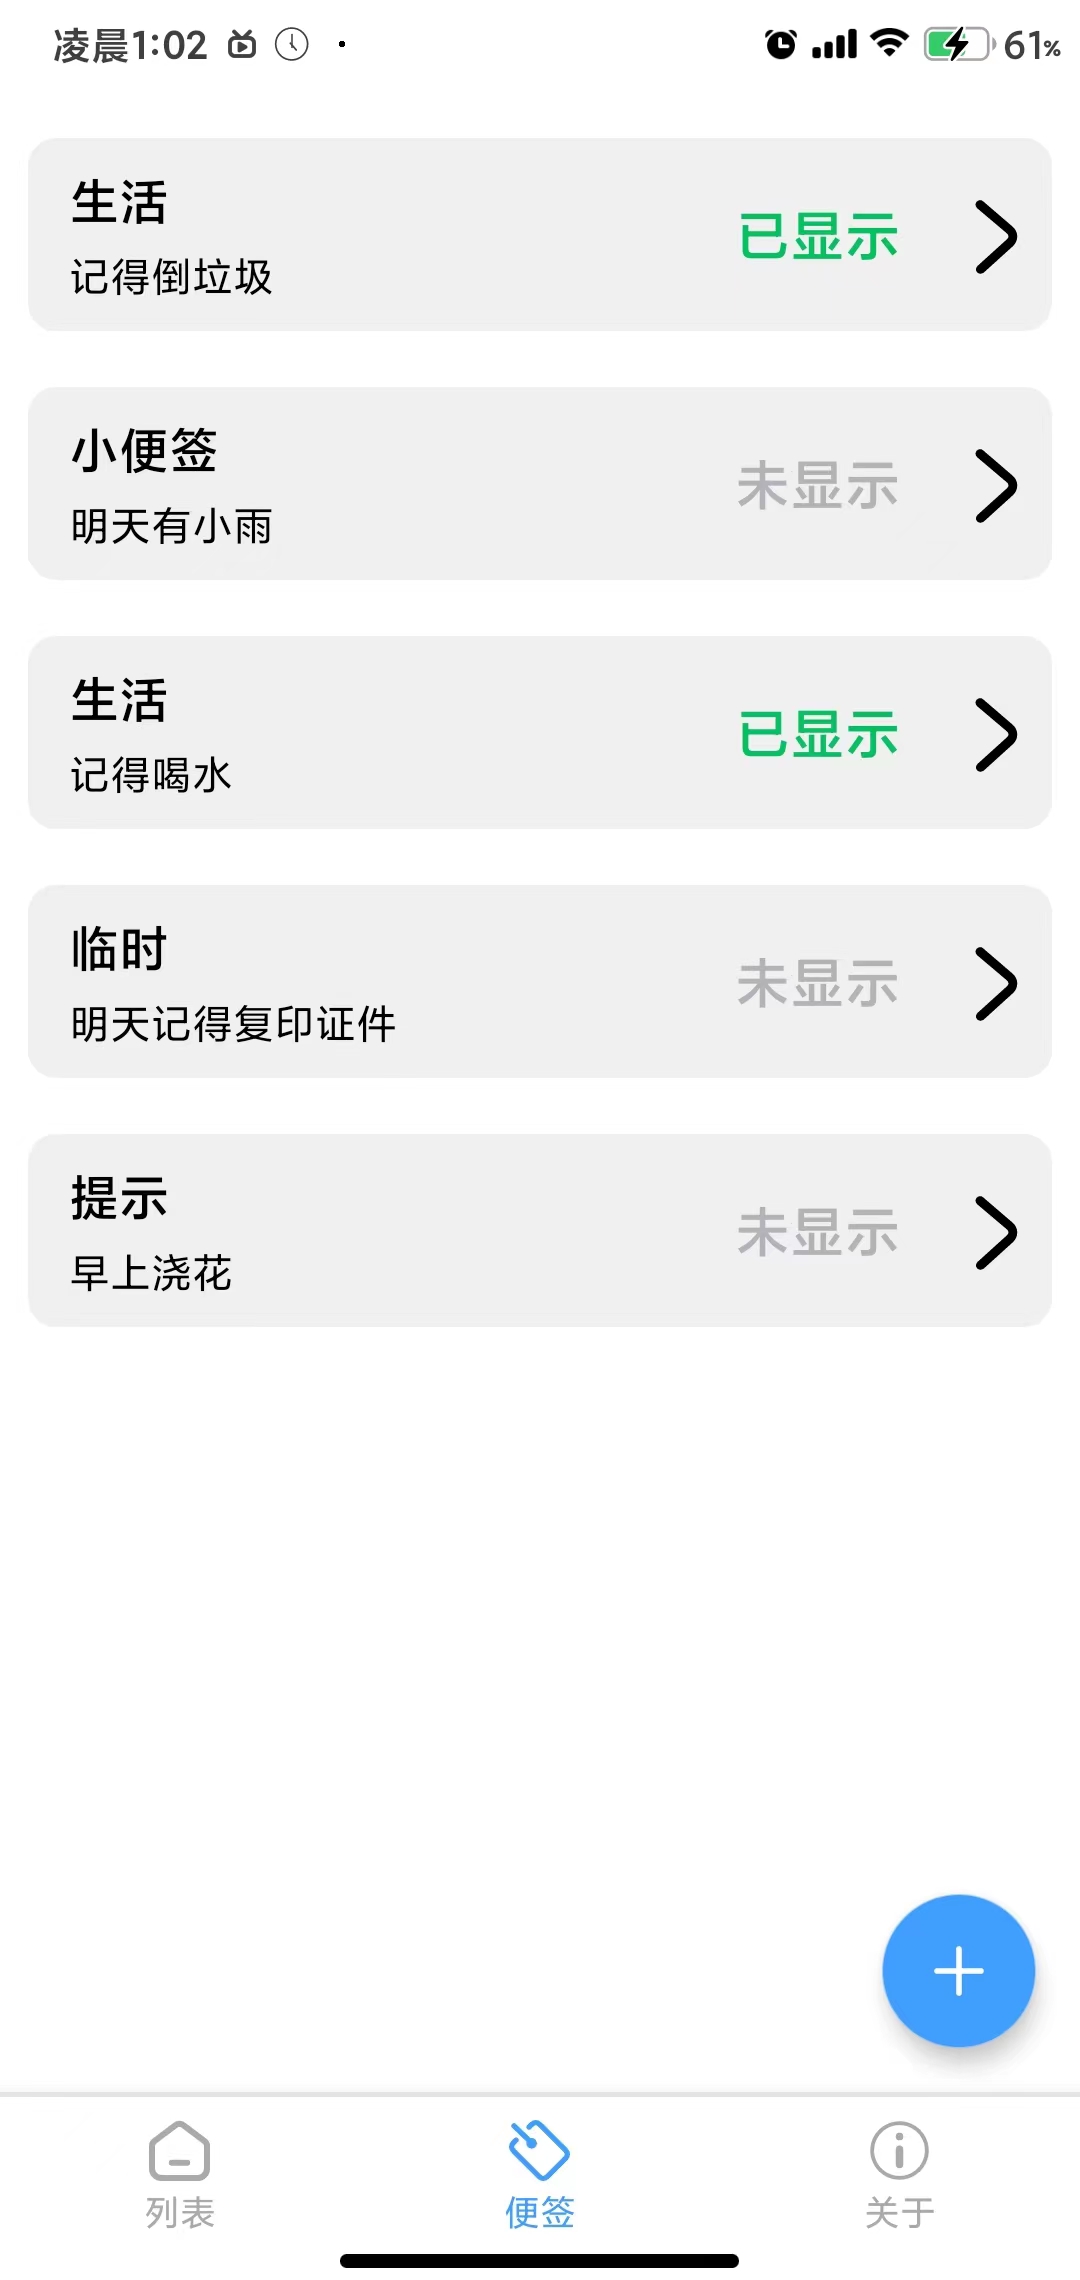 凌晨1:02
61%
生活
记得倒垃圾
已显示
小便签
明天有小雨
未显示
生活
记得喝水
已显示
临时
明天记得复印证件
未显示
提示
早上浇花
未显示
列表
便签
关于